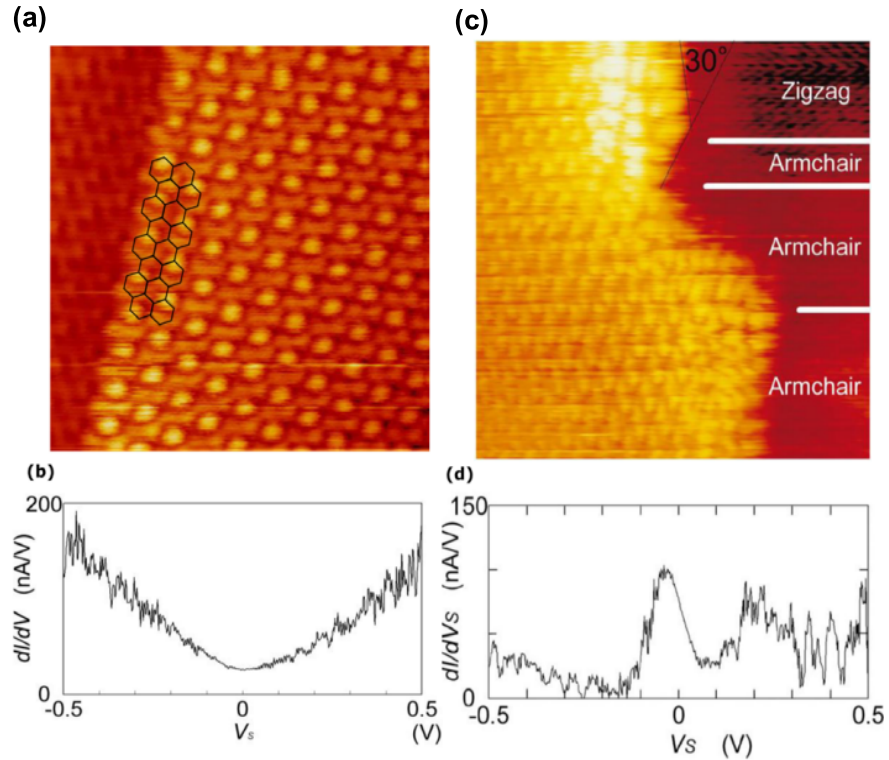 (a)
(c)
30°
Zigzag
Armchair
Armchair
Armchair
(b)
200
dI/dV (nA/V)
0
-0.5
0
0.5
Vs
(V)
(d)
150
dI/dVs (nA/V)
0
-0.5
0
0.5
Vs (V)